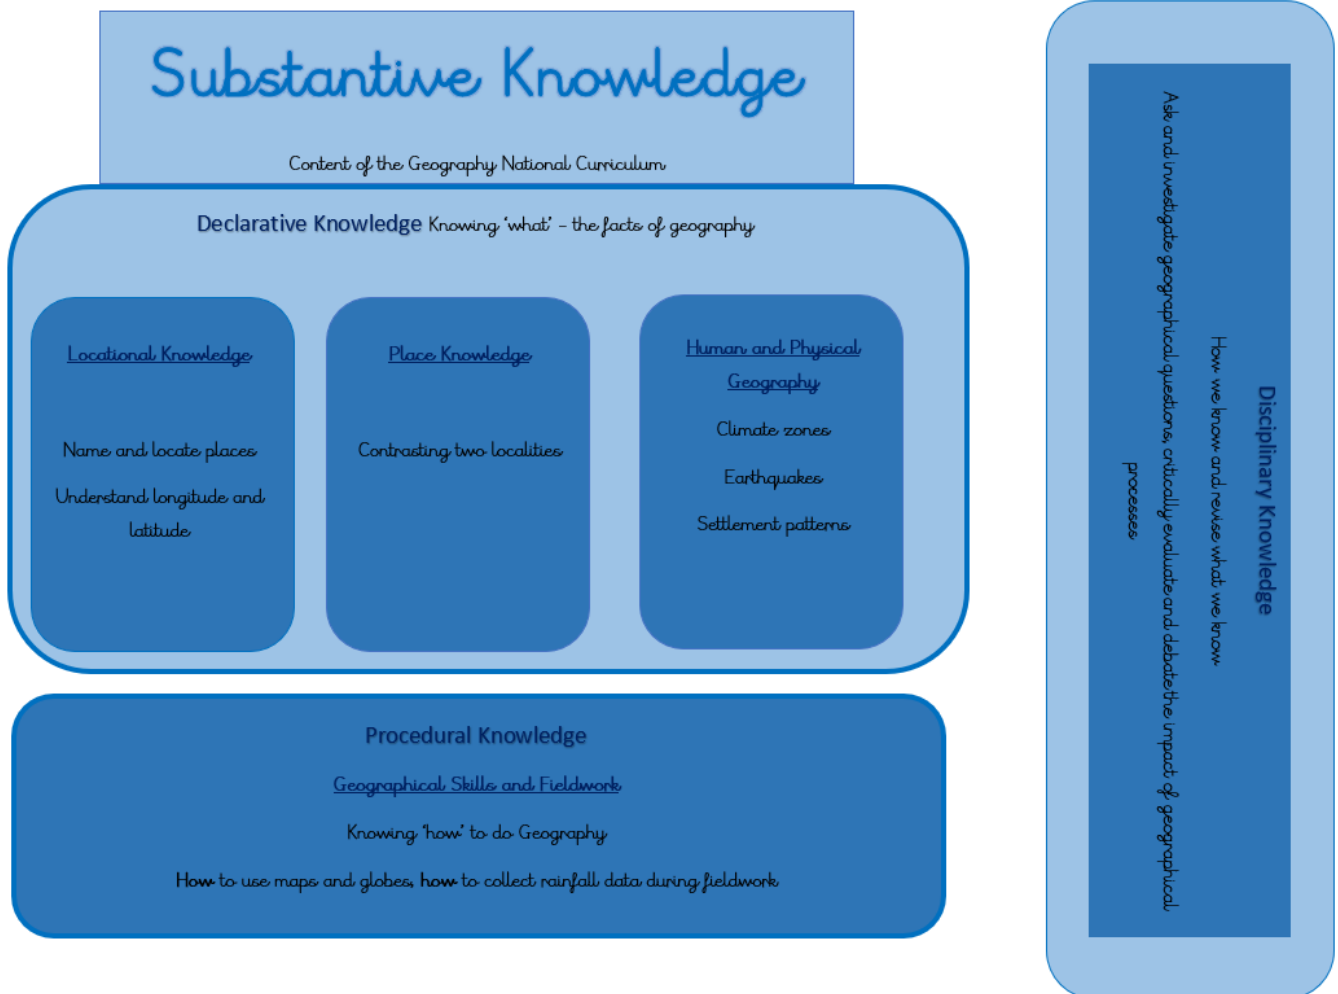 Substantive Knowledge
Content of the Geography National Curriculum
Declarative Knowledge Knowing 'what' – the facts of geography
Locational Knowledge
Name and locate places
Understand longitude and
latitude
Place Knowledge
Contrasting two localities
Human and Physical
Geography
Climate zones
Earthquakes
Settlement patterns
Procedural Knowledge
Geographical Skills and Fieldwork
Knowing 'how' to do Geography
How to use maps and globes, how to collect rainfall data during fieldwork
Disciplinary Knowledge
How we know and revise what we know
Ask and investigate geographical questions, critically evaluate and debate the impact of geographical
processes